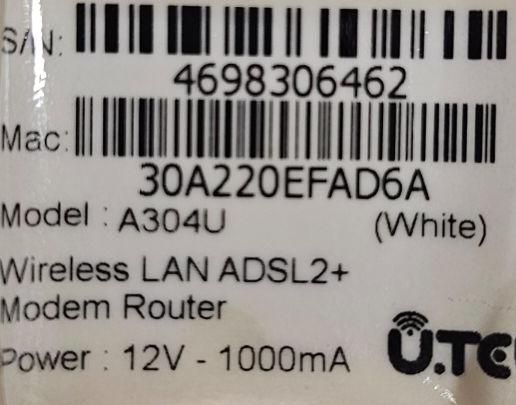 S/N:
4698306462
Mac:
30A220EFAD6A
Model : A304U (White)
Wireless LAN ADSL2+
Modem Router
Power : 12V - 1000mA